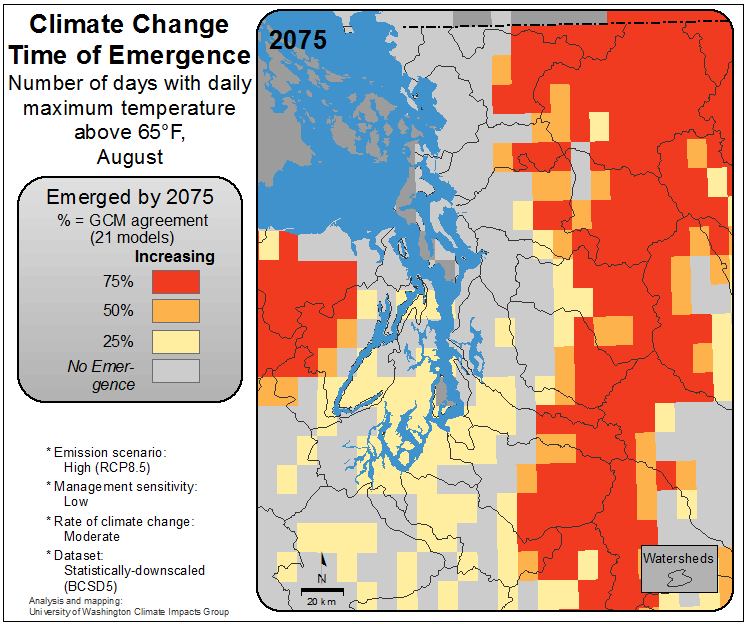 Climate Change
Time of Emergence
Number of days with daily
maximum temperature
above 65°F,
August
2075
Emerged by 2075
% = GCM agreement
(21 models)
Increasing
75%
50%
25%
No Emer-
gence
* Emission scenario:
High (RCP8.5)
* Management sensitivity:
Low
* Rate of climate change:
Moderate
* Dataset:
Statistically-downscaled
(BCSD5)
Analysis and mapping:
University of Washington Climate Impacts Group
N
20 km
Watersheds